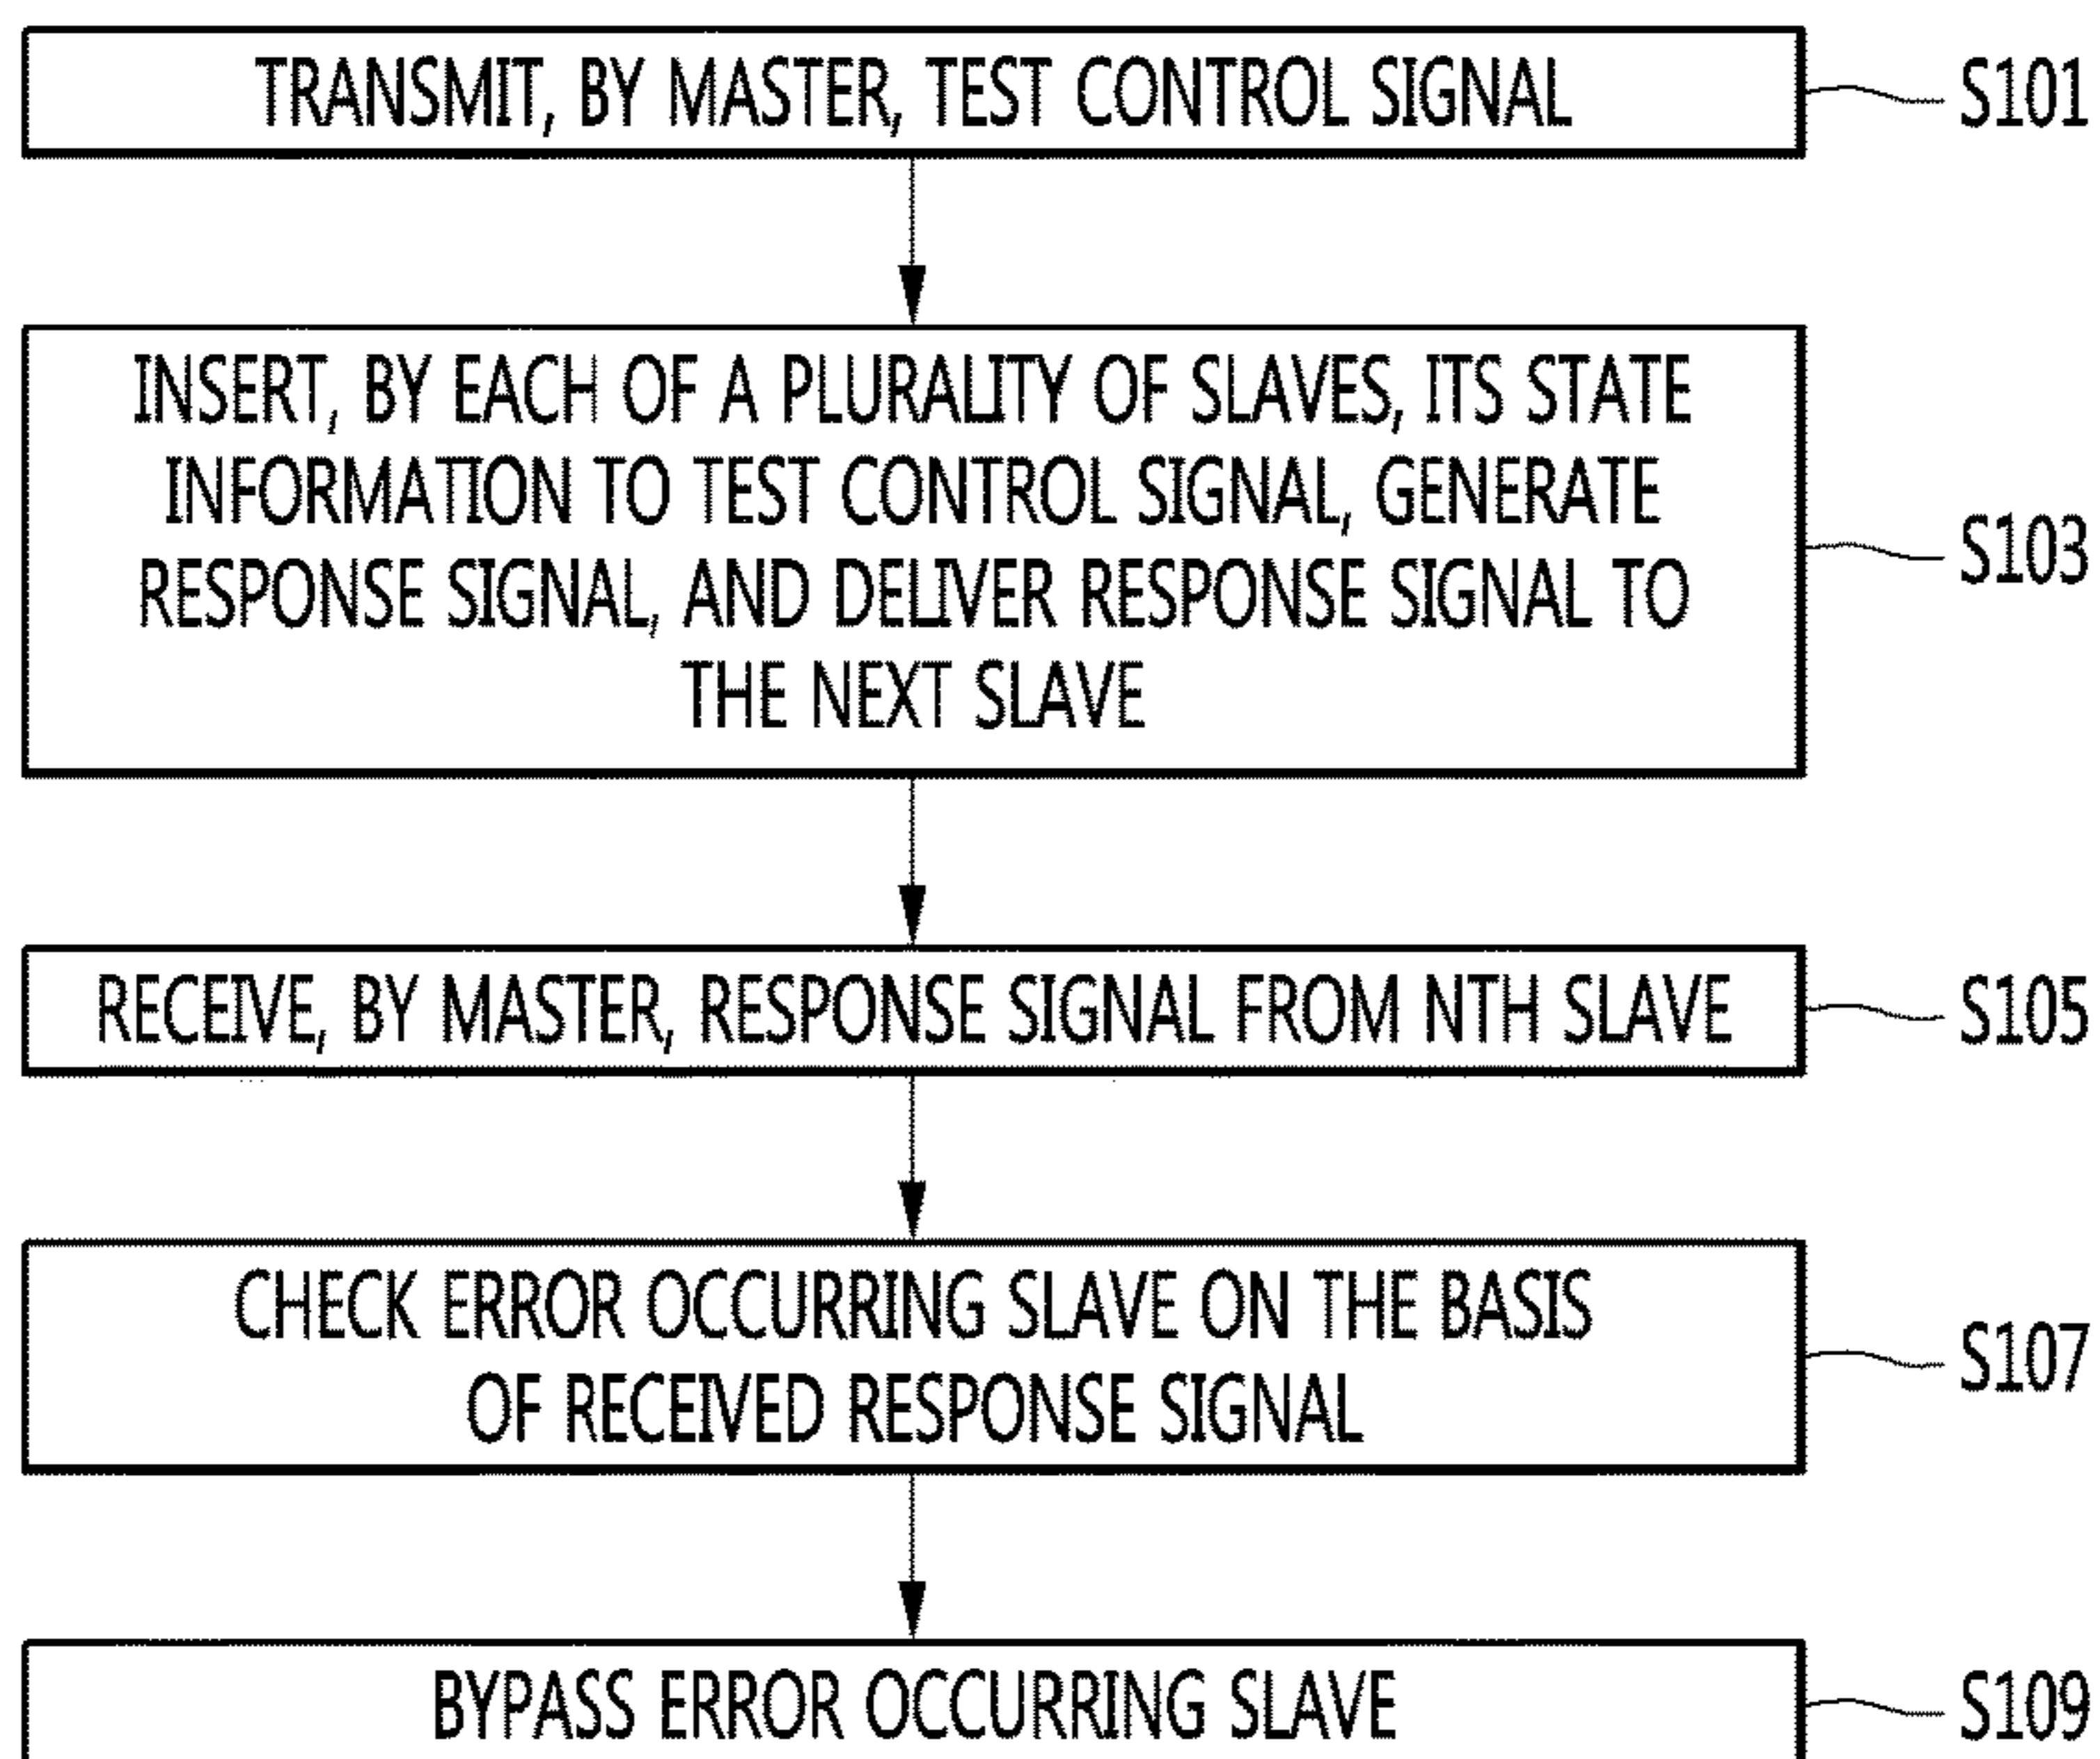 TRANSMIT, BY MASTER, TEST CONTROL SIGNAL
S101
INSERT, BY EACH OF A PLURALITY OF SLAVES, ITS STATE
INFORMATION TO TEST CONTROL SIGNAL, GENERATE
RESPONSE SIGNAL, AND DELIVER RESPONSE SIGNAL TO
THE NEXT SLAVE
S103
RECEIVE, BY MASTER, RESPONSE SIGNAL FROM NTH SLAVE
S105
CHECK ERROR OCCURRING SLAVE ON THE BASIS
OF RECEIVED RESPONSE SIGNAL
S107
BYPASS ERROR OCCURRING SLAVE
S109